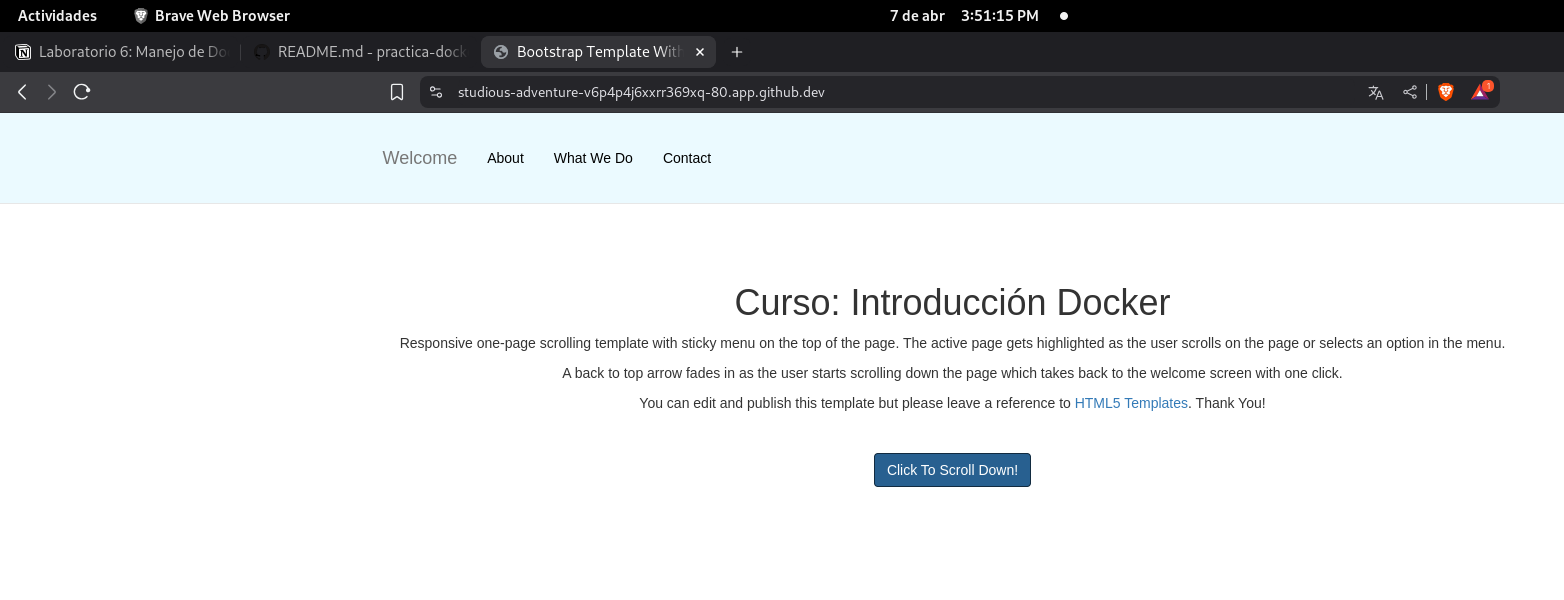 Actividades Brave Web Browser 7 de abr 3:51:15 PM
Laboratorio 6: Manejo de Do README.md - practica-dock Bootstrap Template With
studious-adventure-v6p4p4j6xxrr369xq-80.app.github.dev 1
Welcome About What We Do Contact
Curso: Introducción Docker
Responsive one-page scrolling template with sticky menu on the top of the page. The active page gets highlighted as the user scrolls on the page or selects an option in the menu.
A back to top arrow fades in as the user starts scrolling down the page which takes back to the welcome screen with one click.
You can edit and publish this template but please leave a reference to HTML5 Templates. Thank You!
Click To Scroll Down!